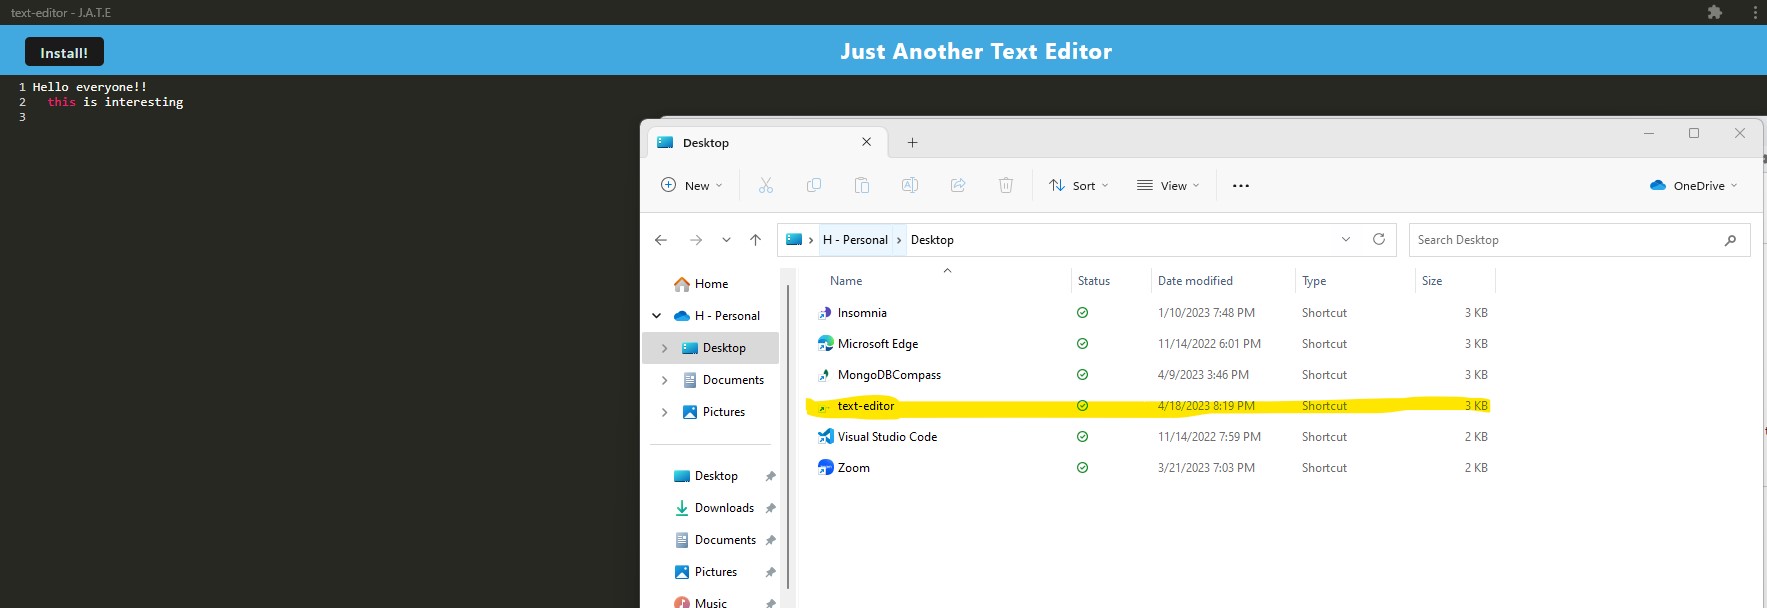 text-editor - J.A.T.E
Install!
Just Another Text Editor
1 Hello everyone!!
2 this is interesting
3
Desktop
New
Sort
View
OneDrive
H - Personal
Desktop
Search Desktop
Home
H - Personal
Desktop
Documents
Pictures
Desktop
Downloads
Documents
Pictures
Music
Name Status Date modified Type Size
Insomnia 1/10/2023 7:48 PM Shortcut 3 KB
Microsoft Edge 11/14/2022 6:01 PM Shortcut 3 KB
MongoDBCompass 4/9/2023 3:46 PM Shortcut 3 KB
text-editor 4/18/2023 8:19 PM Shortcut 3 KB
Visual Studio Code 11/14/2022 7:59 PM Shortcut 2 KB
Zoom 3/21/2023 7:03 PM Shortcut 2 KB